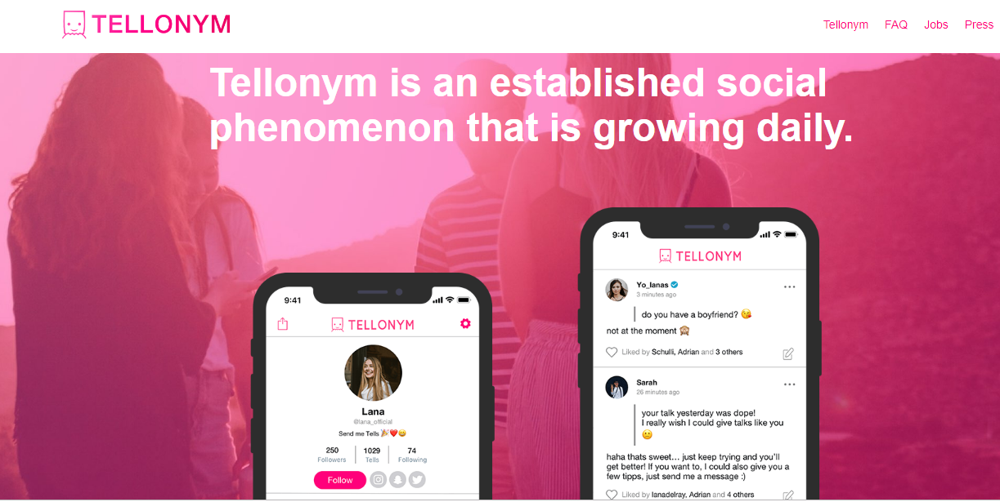 TELLONYM
Tellonym FAQ Jobs Press
Tellonym is an established social
phenomenon that is growing daily.
9:41
TELLONYM
Lana
@lana_official
Send me Tells 🎉❤️😄
250 1029 74
Followers Tells Following
Follow
9:41
TELLONYM
Yo_lanas
3 minutes ago
do you have a boyfriend? 😘
not at the moment 🙈
Liked by Schulli, Adrian and 3 others
Sarah
26 minutes ago
your talk yesterday was dope!
I really wish I could give talks like you
🙁
haha thats sweet... just keep trying and you'll
get better! If you want to, I could also give you a
few tipps, just send me a message :)
Liked by lanadelray, Adrian and 4 others